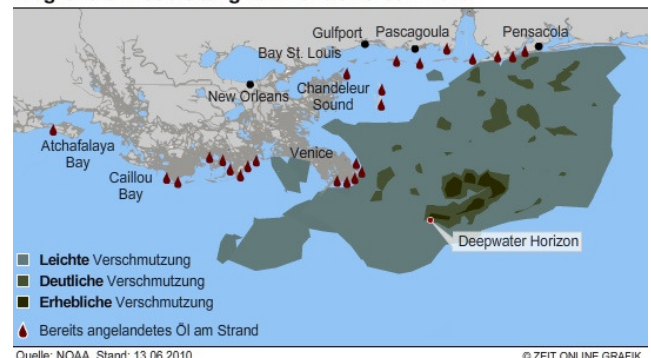 Gulfport
Pascagoula
Pensacola
Bay St. Louis
New Orleans
Chandeleur
Sound
Atchafalaya
Bay
Venice
Caillou
Bay
Deepwater Horizon
Leichte Verschmutzung
Deutliche Verschmutzung
Erhebliche Verschmutzung
Bereits angelandetes Öl am Strand
Quelle: NOAA, Stand: 13.06.2010
© ZEIT ONLINE GRAFIK